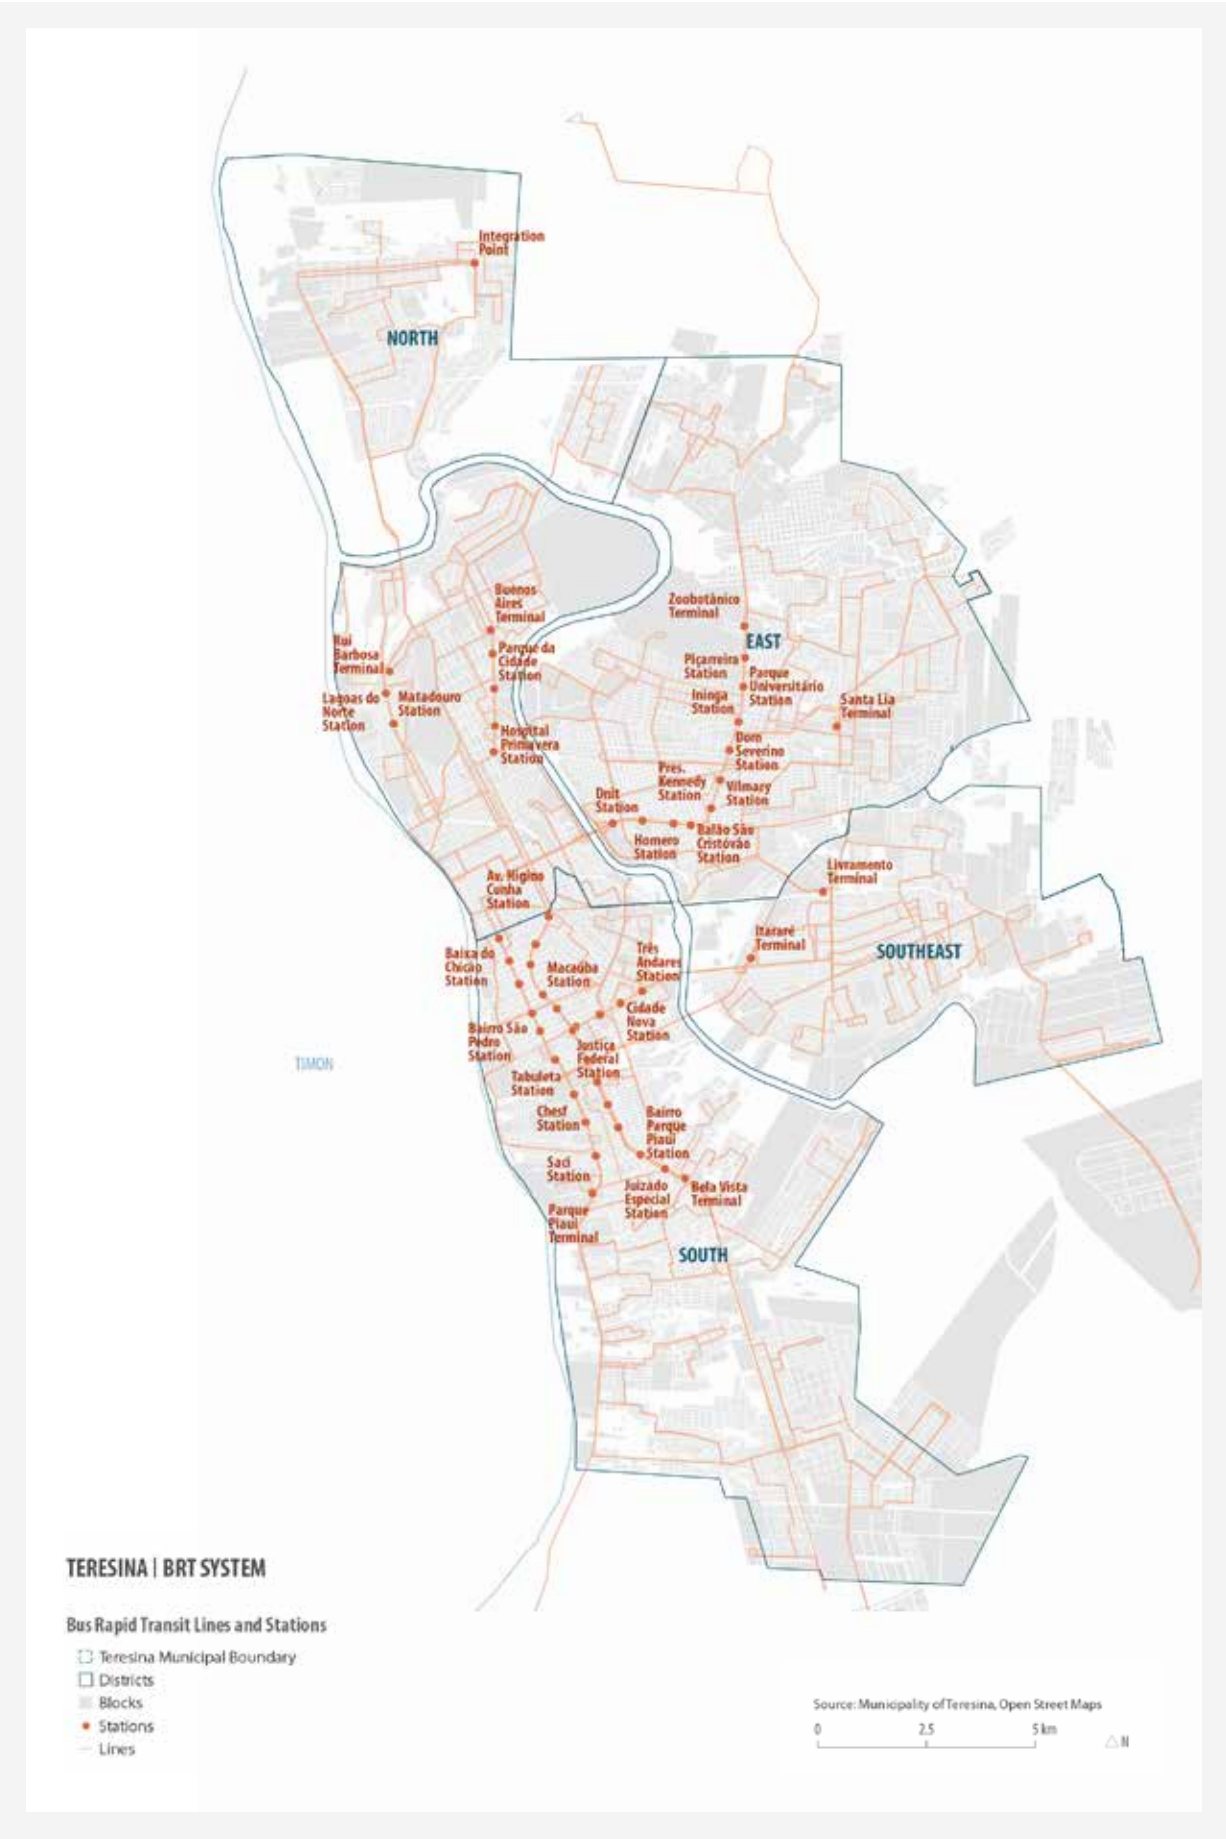 Integration
Point
NORTH
Buenos
Aires
Terminal
Zoobotânico
Terminal
EAST
Rui
Barbosa
Terminal
Parque da
Cidade
Station
Piçarreira
Station
Parque
Universitário
Station
Lagoas do
Norte
Station
Matadouro
Station
Ininga
Station
Santa Lia
Terminal
Hospital
Primavera
Station
Dom
Severino
Station
Pres.
Kennedy
Station
Vilmary
Station
Dnit
Station
Homero
Station
Balão São
Cristóvão
Station
Av. Higino
Cunha
Station
Livramento
Terminal
Itararé
Terminal
SOUTHEAST
Baixa do
Chicão
Station
Macaúba
Station
Três
Andares
Station
Cidade
Nova
Station
Bairro São
Pedro
Station
Justiça
Federal
Station
TIMON
Tabuleta
Station
Chesf
Station
Bairro
Parque
Piaui
Station
Saci
Station
Juizado
Especial
Station
Bela Vista
Terminal
Parque
Piaui
Terminal
SOUTH
TERESINA | BRT SYSTEM
Bus Rapid Transit Lines and Stations
Teresina Municipal Boundary
Districts
Blocks
Stations
Lines
Source: Municipality of Teresina, Open Street Maps
0 2.5 5 km
N